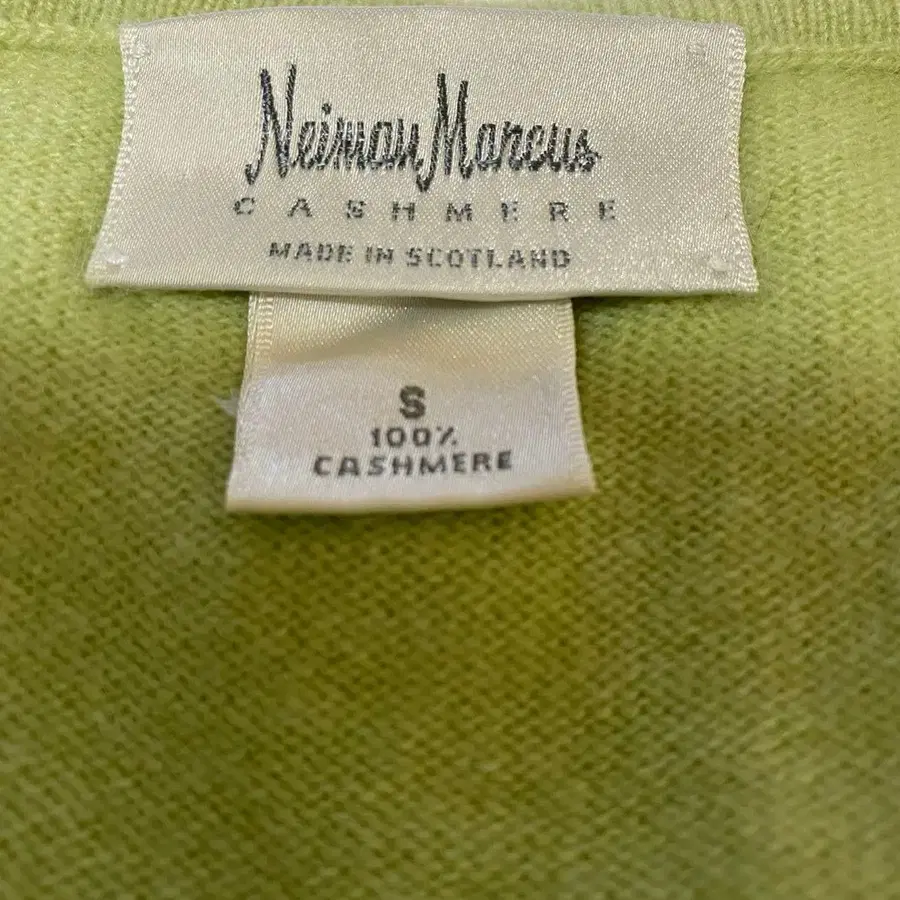 Neiman Marcus
CASHMERE
MADE IN SCOTLAND
S
100%
CASHMERE